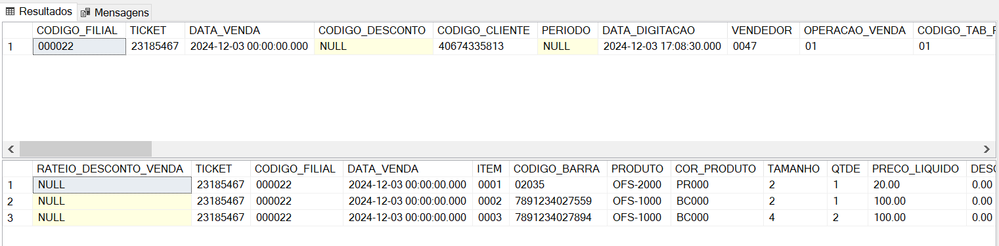 Resultados Mensagens
CODIGO_FILIAL TICKET DATA_VENDA CODIGO_DESCONTO CODIGO_CLIENTE PERIODO DATA_DIGITACAO VENDEDOR OPERACAO_VENDA CODIGO_TAB_
1 000022 23185467 2024-12-03 00:00:00.000 NULL 40674335813 NULL 2024-12-03 17:08:30.000 0047 01 01
RATEIO_DESCONTO_VENDA TICKET CODIGO_FILIAL DATA_VENDA ITEM CODIGO_BARRA PRODUTO COR_PRODUTO TAMANHO QTDE PRECO_LIQUIDO DESC
1 NULL 23185467 000022 2024-12-03 00:00:00.000 0001 02035 OFS-2000 PR000 2 1 20.00 0.00
2 NULL 23185467 000022 2024-12-03 00:00:00.000 0002 7891234027559 OFS-1000 BC000 2 1 100.00 0.00
3 NULL 23185467 000022 2024-12-03 00:00:00.000 0003 7891234027894 OFS-1000 BC000 4 2 100.00 0.00